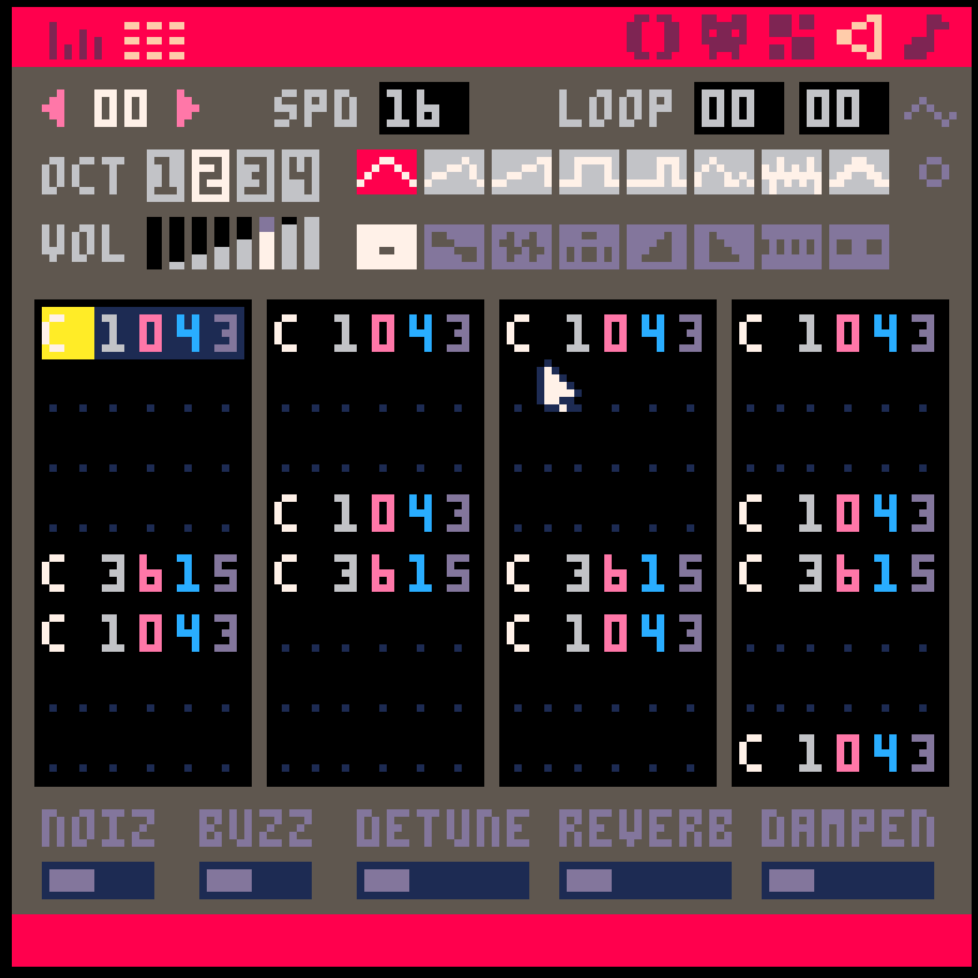 00 SPD 16 LOOP 00 00
OCT 1 2 3 4
VOL
C 1043 C 1043 C 1043 C 1043
...... ...... ...... ......
...... ...... ...... ......
...... C 1043 ...... C 1043
C 3615 C 3615 C 3615 C 3615
C 1043 ...... C 1043 ......
...... ...... ...... ......
...... ...... ...... C 1043
NOIZ BUZZ DETUNE REVERB DAMPEN